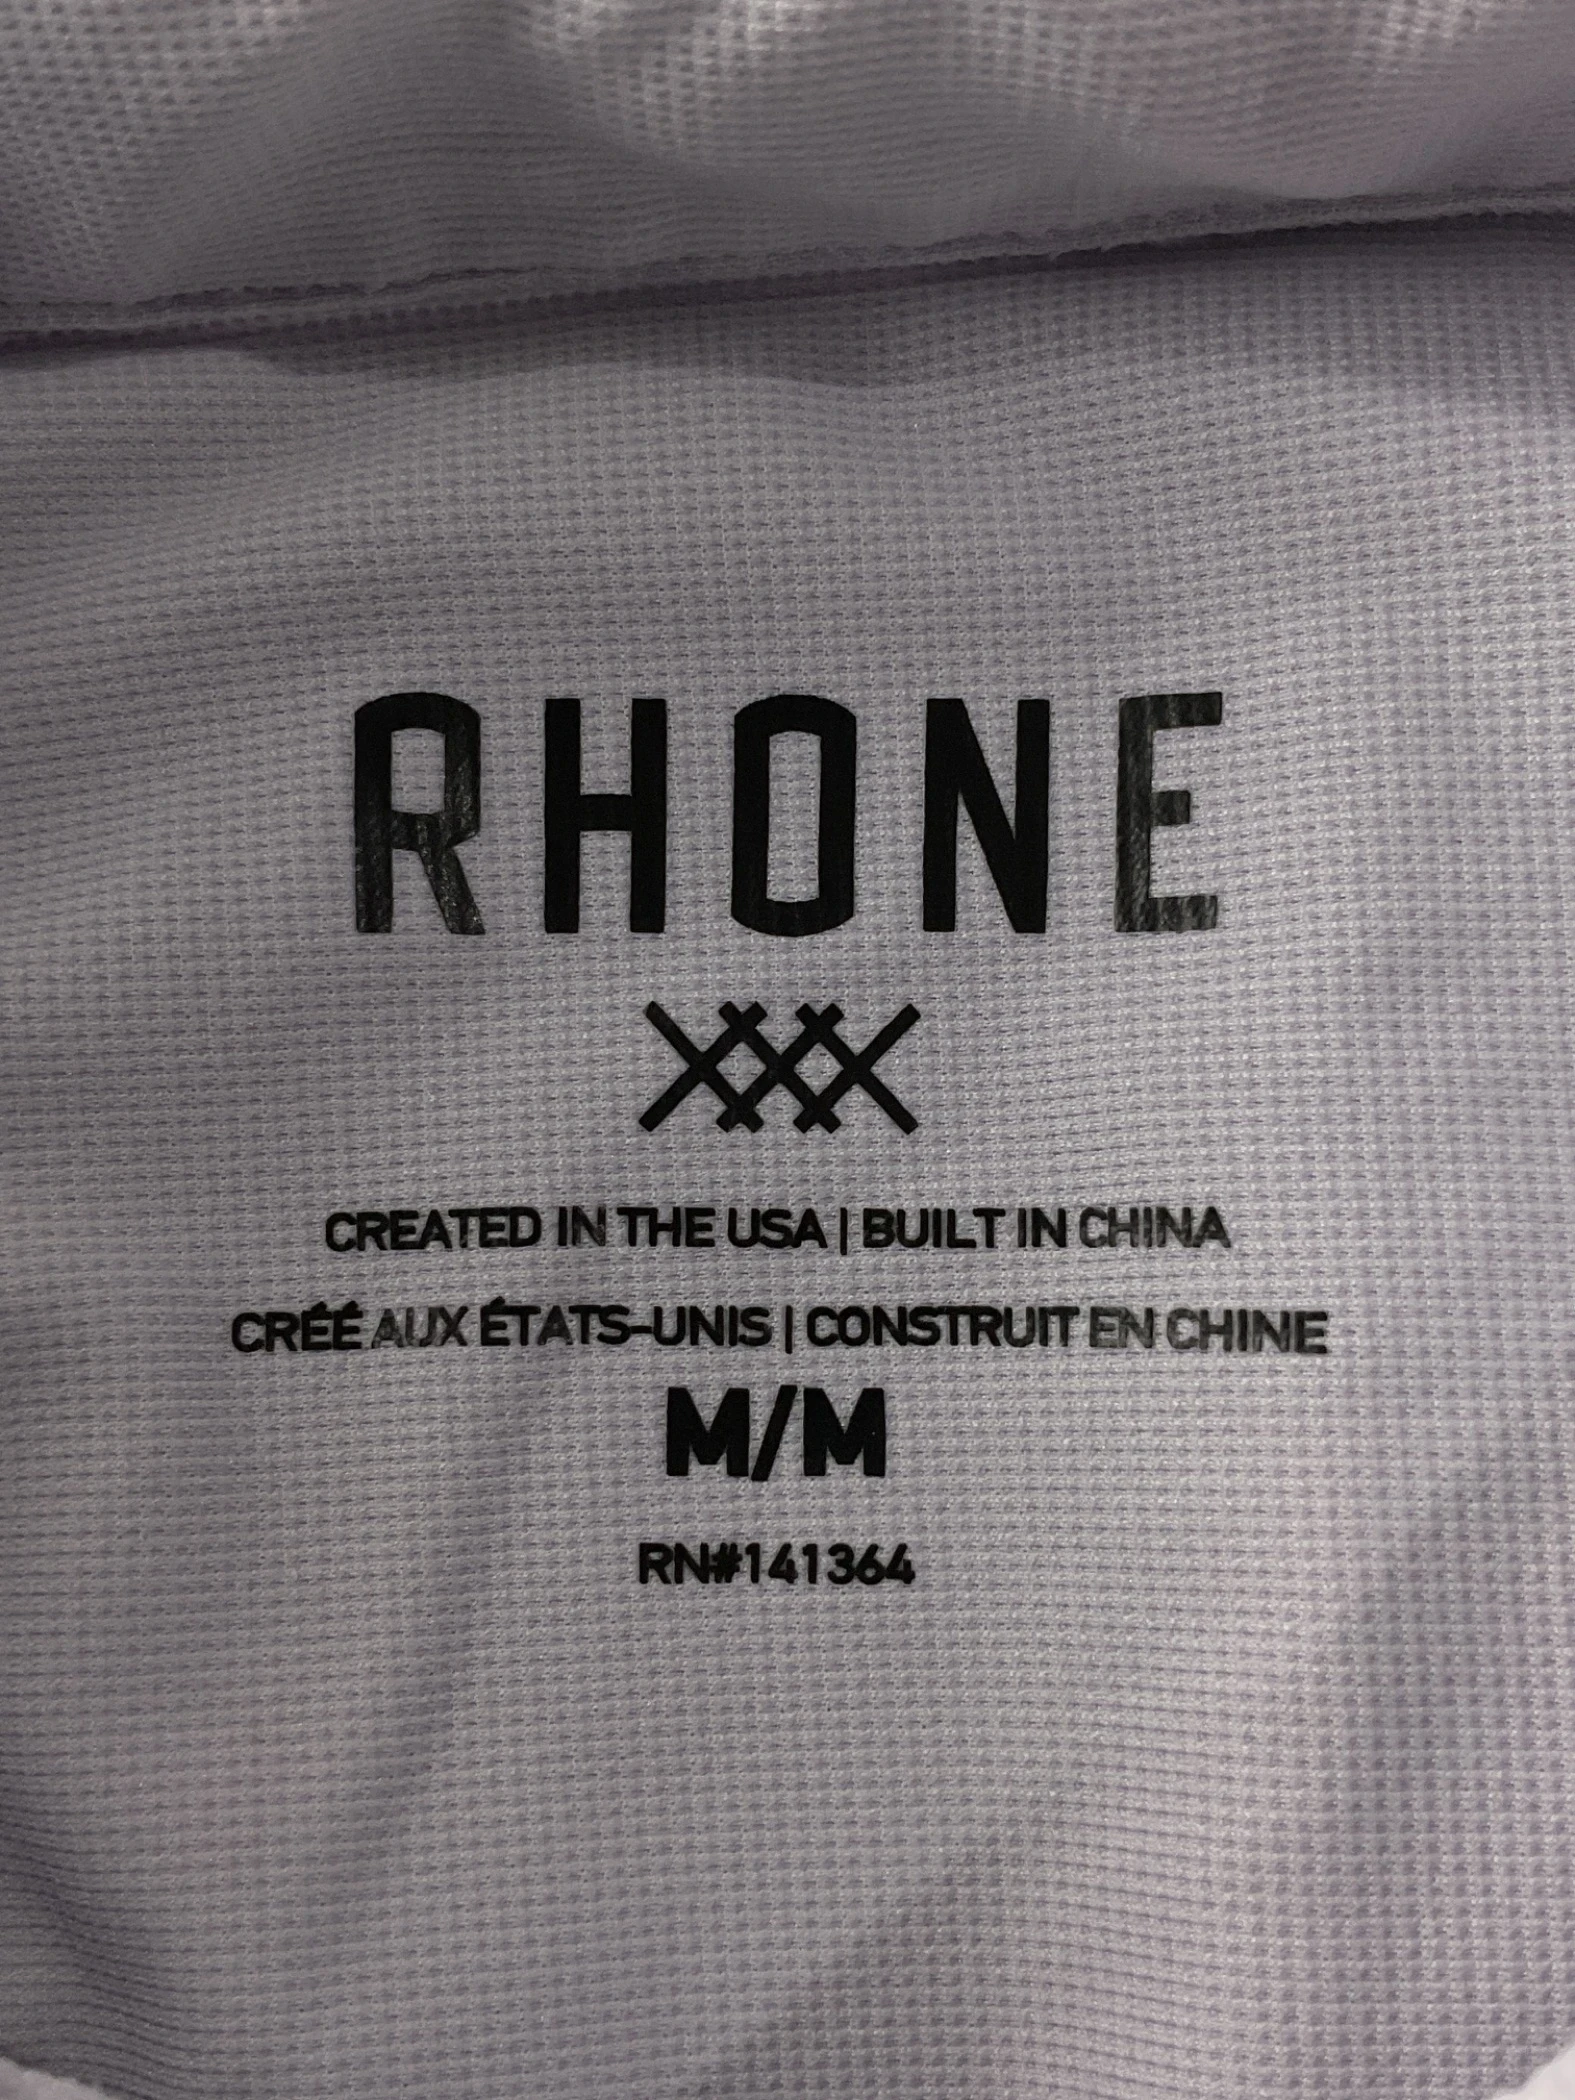 RHONE
CREATED IN THE USA | BUILT IN CHINA
CRÉÉ AUX ÉTATS-UNIS | CONSTRUIT EN CHINE
M/M
RN#141364